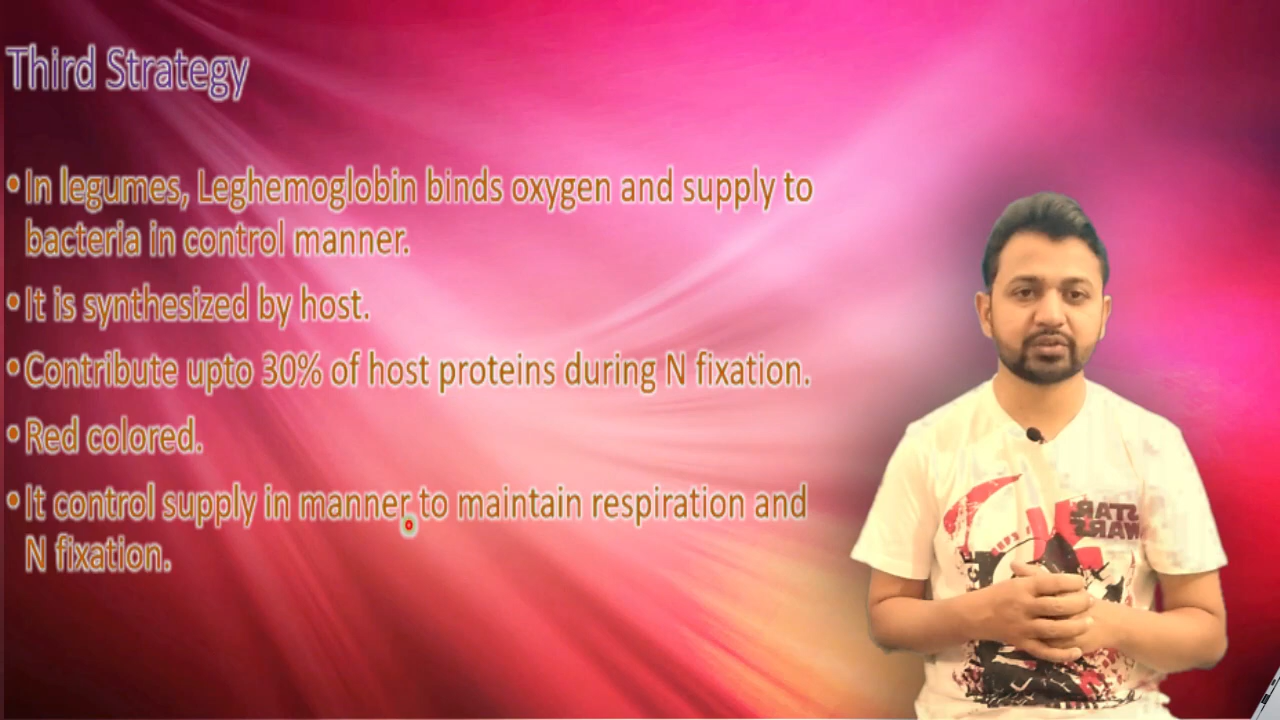 Third Strategy
• In legumes, Leghemoglobin binds oxygen and supply to
bacteria in control manner.
• It is synthesized by host.
• Contribute upto 30% of host proteins during N fixation.
• Red colored.
• It control supply in manner to maintain respiration and
N fixation.
STAR
WARS